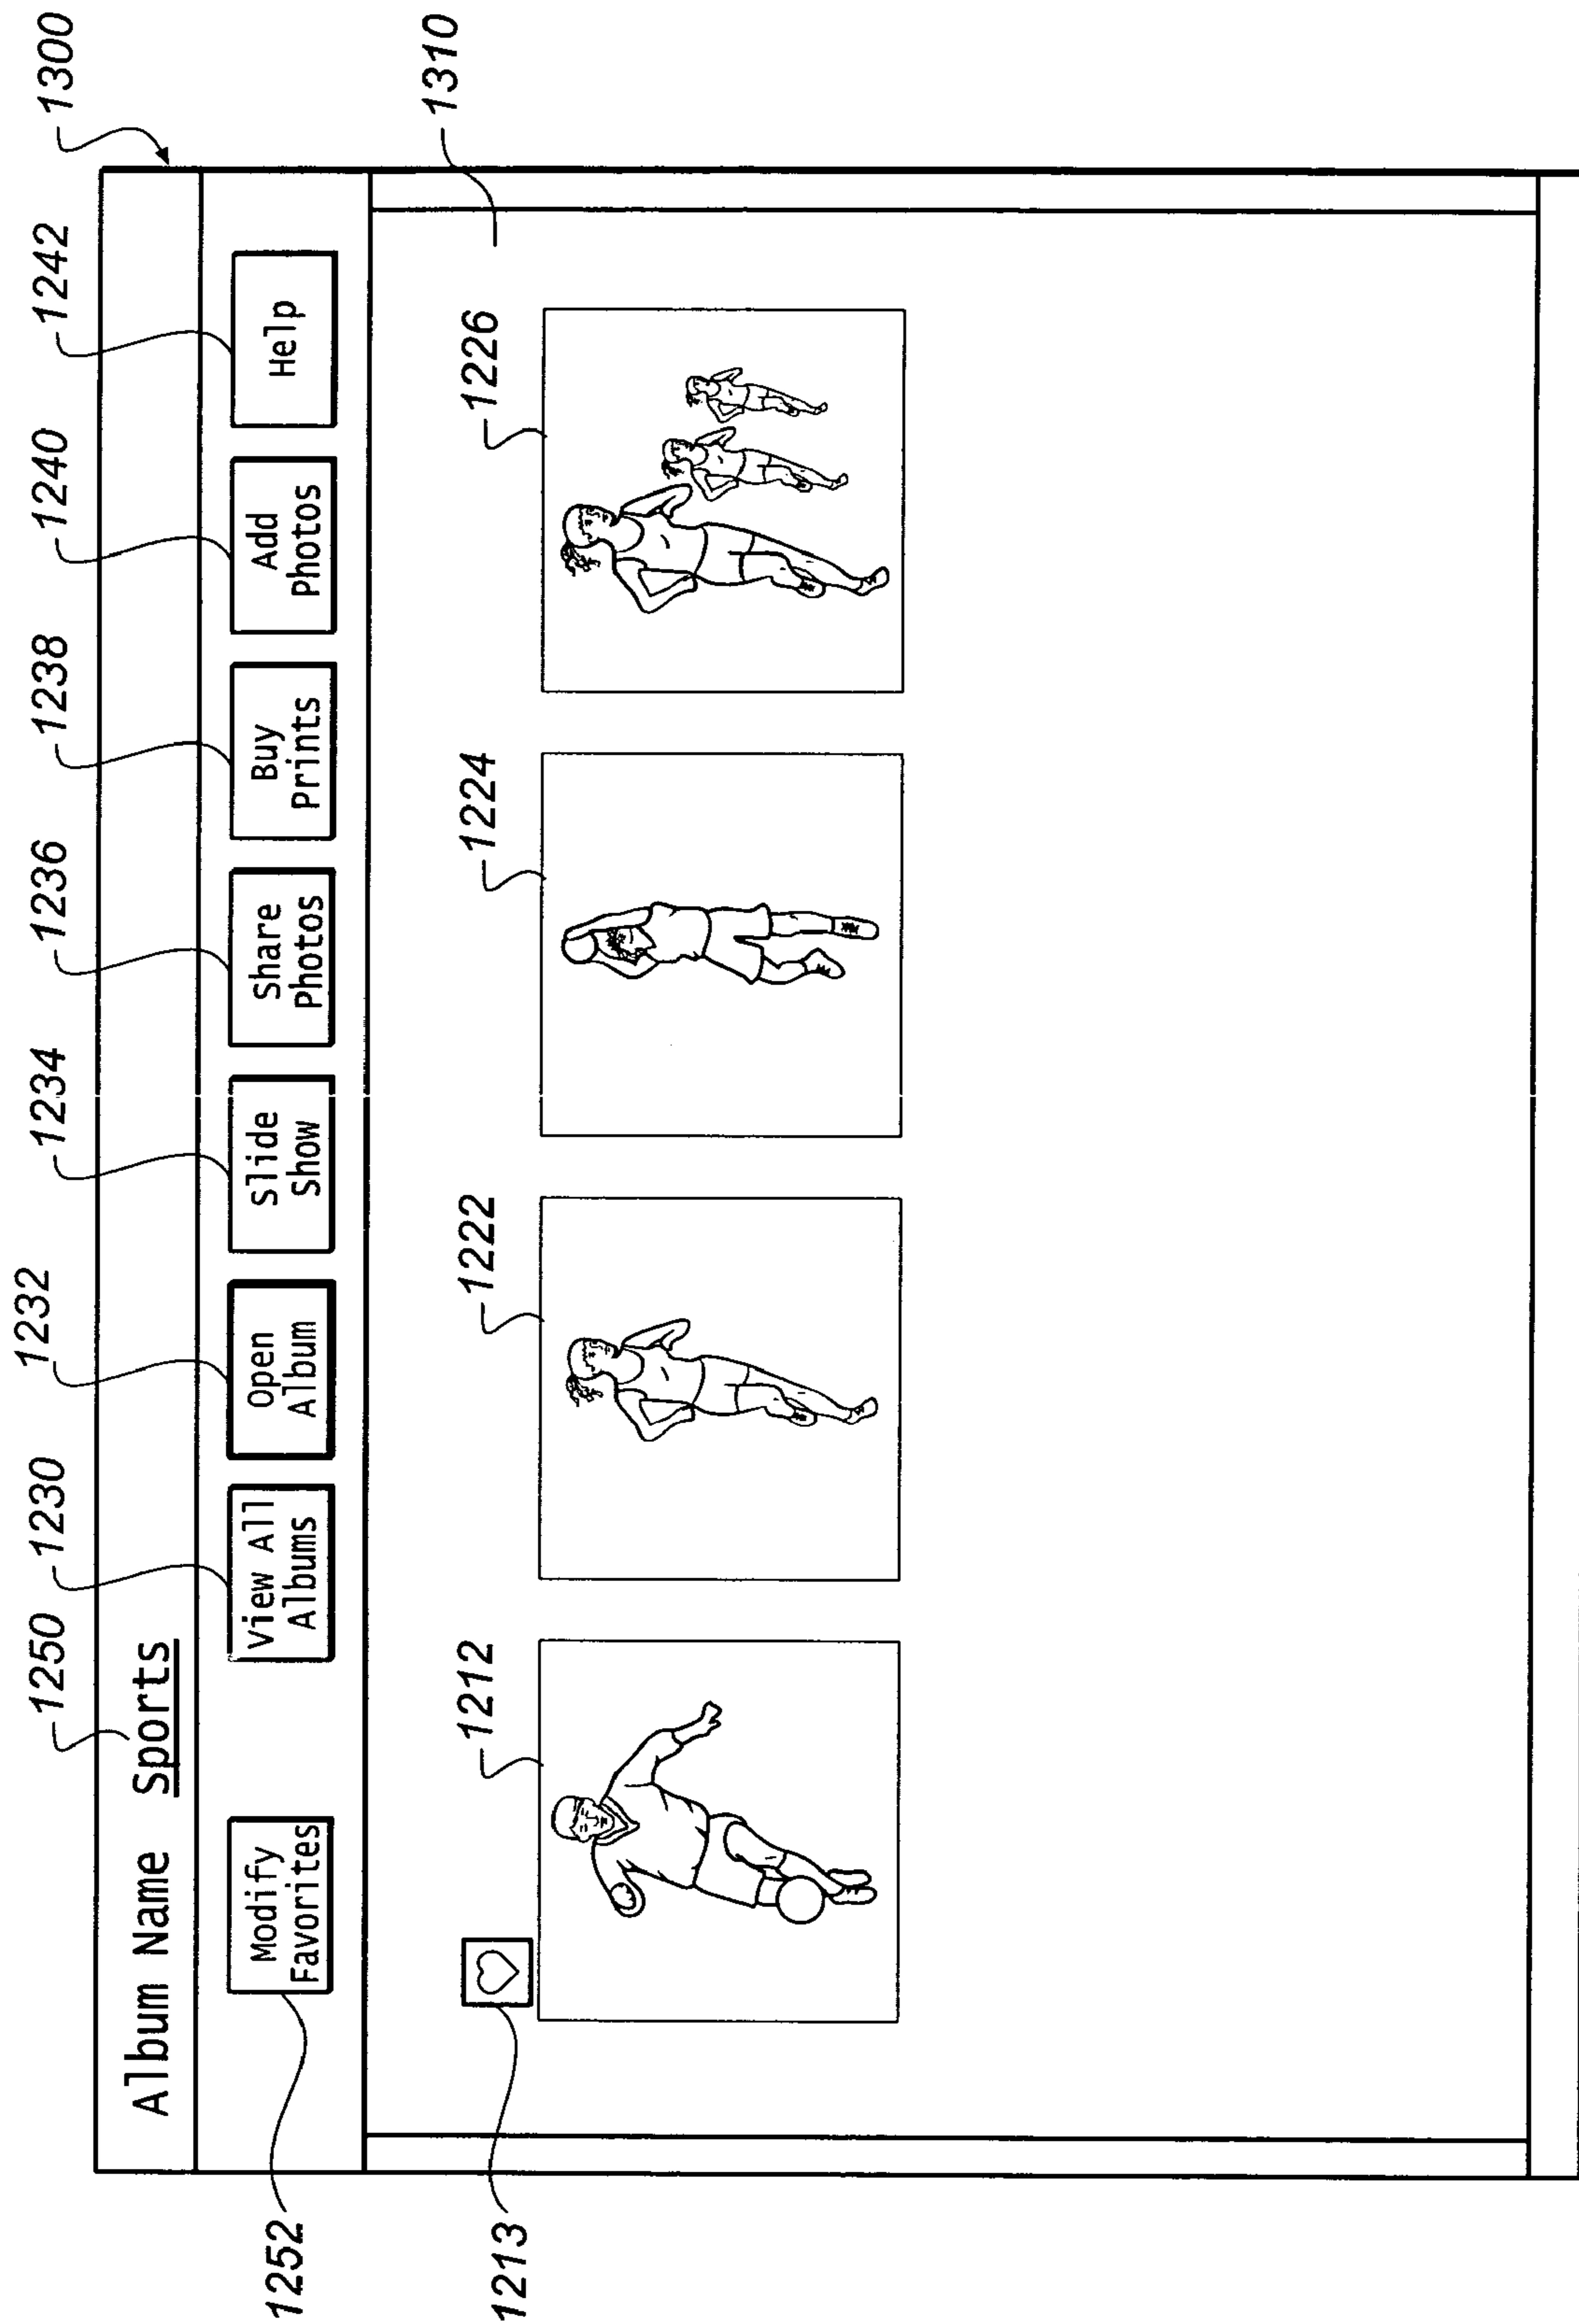 1300
1250
1230
1232
1234
1236
1238
1240
1242
Album Name Sports
Modify
Favorites
View All
Albums
Open
Album
Slide
Show
Share
Photos
Buy
Prints
Add
Photos
Help
1252
1310
1213
1212
1222
1224
1226